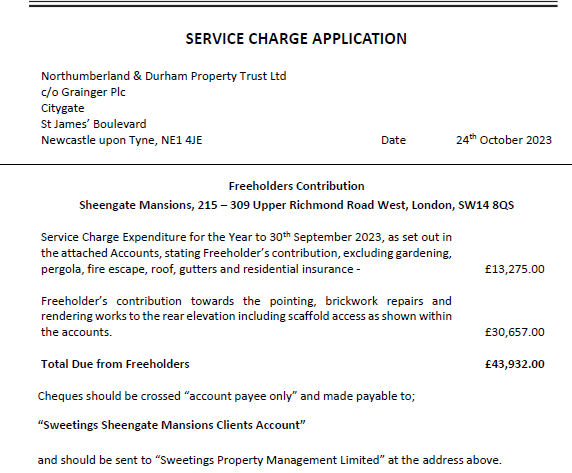 SERVICE CHARGE APPLICATION
Northumberland & Durham Property Trust Ltd
c/o Grainger Plc
Citygate
St James’ Boulevard
Newcastle upon Tyne, NE1 4JE Date 24th October 2023
Freeholders Contribution
Sheengate Mansions, 215 – 309 Upper Richmond Road West, London, SW14 8QS
Service Charge Expenditure for the Year to 30th September 2023, as set out in
the attached Accounts, stating Freeholder’s contribution, excluding gardening,
pergola, fire escape, roof, gutters and residential insurance - £13,275.00
Freeholder’s contribution towards the pointing, brickwork repairs and
rendering works to the rear elevation including scaffold access as shown within
the accounts. £30,657.00
Total Due from Freeholders £43,932.00
Cheques should be crossed “account payee only” and made payable to;
“Sweetings Sheengate Mansions Clients Account”
and should be sent to “Sweetings Property Management Limited” at the address above.